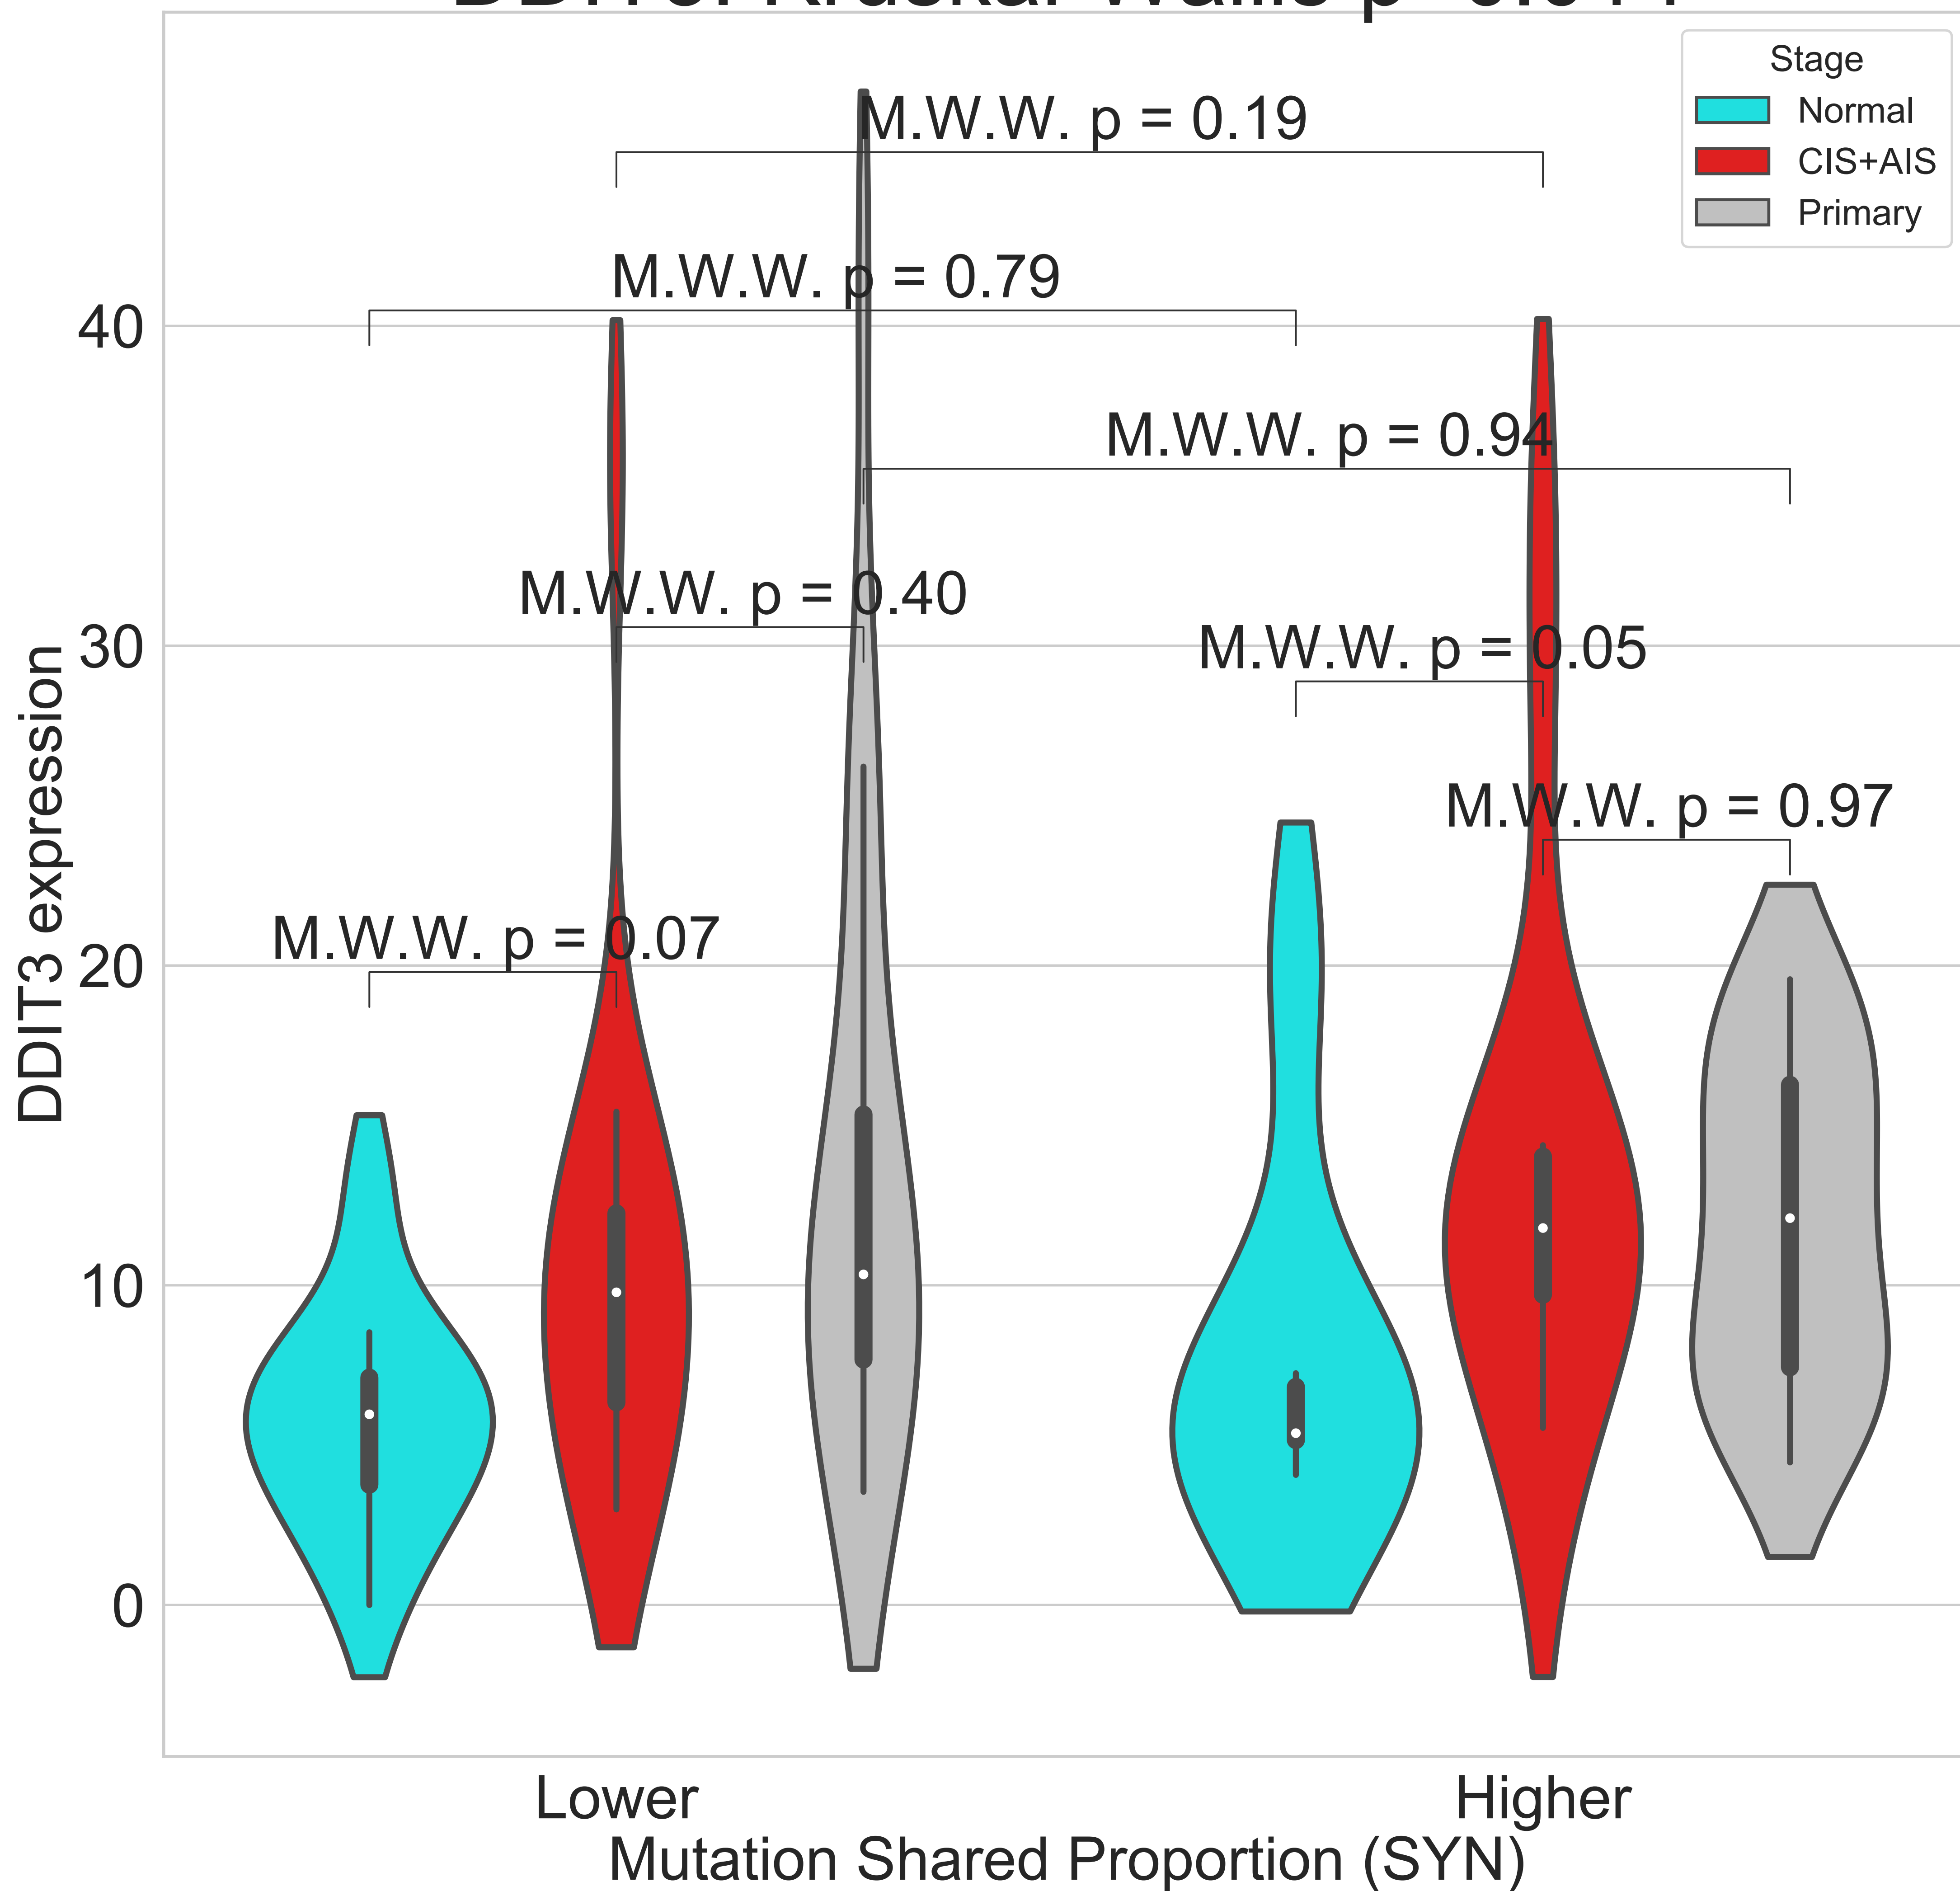 Stage
Normal
CIS+AIS
Primary
M.W.W. p = 0.19
M.W.W. p = 0.79
M.W.W. p = 0.94
M.W.W. p = 0.40
M.W.W. p = 0.05
M.W.W. p = 0.97
M.W.W. p = 0.07
40
30
20
10
0
DDIT3 expression
Lower
Higher
Mutation Shared Proportion (SYN)